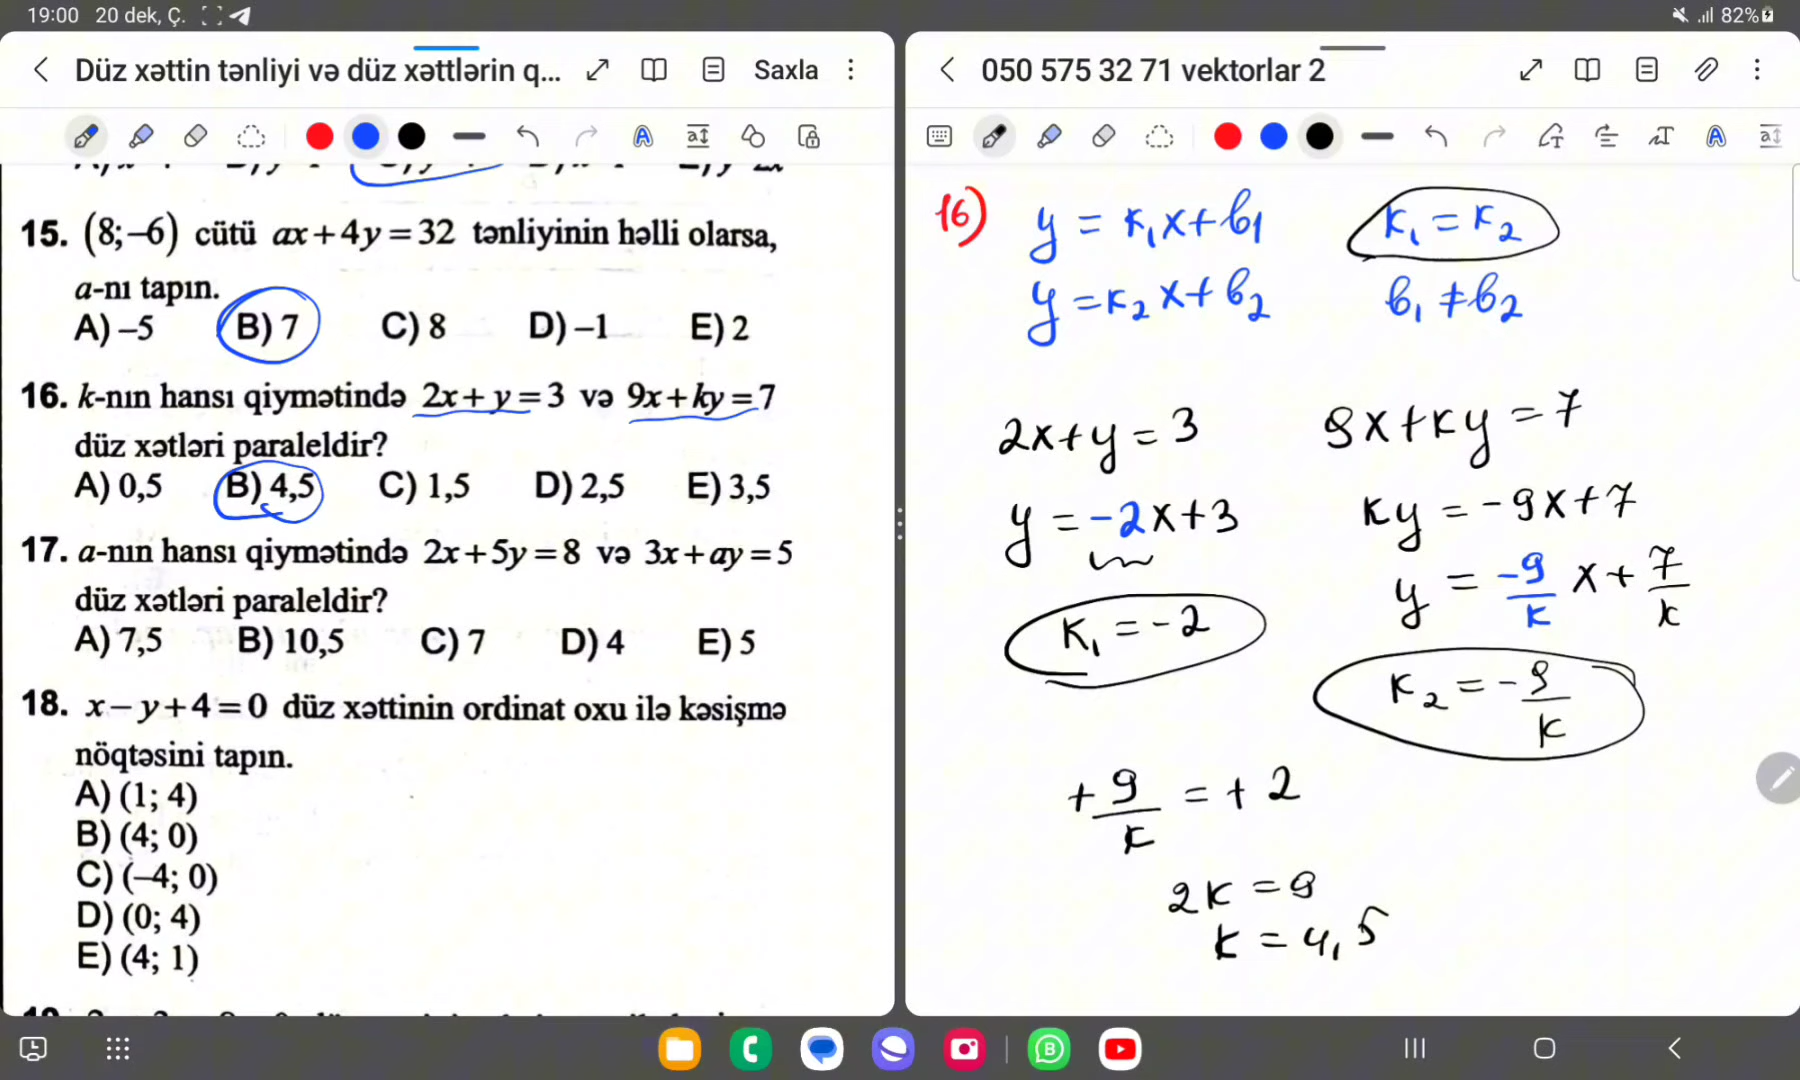 19:00 20 dek, Ç.
82%
Düz xəttin tənliyi və düz xəttlərin q...
Saxla
15. (8;–6) cütü ax+4y=32 tənliyinin həlli olarsa,
a-nı tapın.
A) –5 B) 7 C) 8 D) –1 E) 2
16. k-nın hansı qiymətində 2x+y=3 və 9x+ky=7
düz xətləri paraleldir?
A) 0,5 B) 4,5 C) 1,5 D) 2,5 E) 3,5
17. a-nın hansı qiymətində 2x+5y=8 və 3x+ay=5
düz xətləri paraleldir?
A) 7,5 B) 10,5 C) 7 D) 4 E) 5
18. x–y+4=0 düz xəttinin ordinat oxu ilə kəsişmə
nöqtəsini tapın.
A) (1; 4)
B) (4; 0)
C) (–4; 0)
D) (0; 4)
E) (4; 1)
050 575 32 71 vektorlar 2
16) y = k₁x+b₁ k₁ = k₂
y = k₂x+b₂ b₁ ≠ b₂
2x+y = 3 9x+ky = 7
y = -2x+3 ky = -9x+7
y = -9/k x+ 7/k
k₁ = -2
k₂ = - 9/k
+ 9/k = + 2
2k = 9
k = 4,5